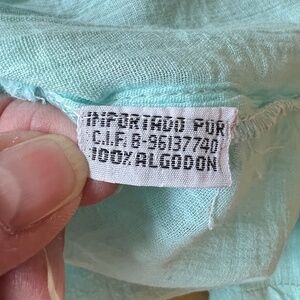 IMPORTADO POR
C.I.F. B-96137740
100% ALGODON